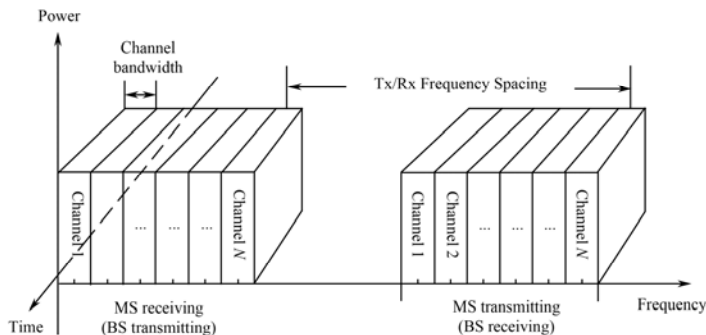 Power
Channel
bandwidth
Tx/Rx Frequency Spacing
Channel 1
...
...
...
Channel N
Channel 1
Channel 2
...
...
...
Channel N
Time
MS receiving
(BS transmitting)
MS transmitting
(BS receiving)
Frequency